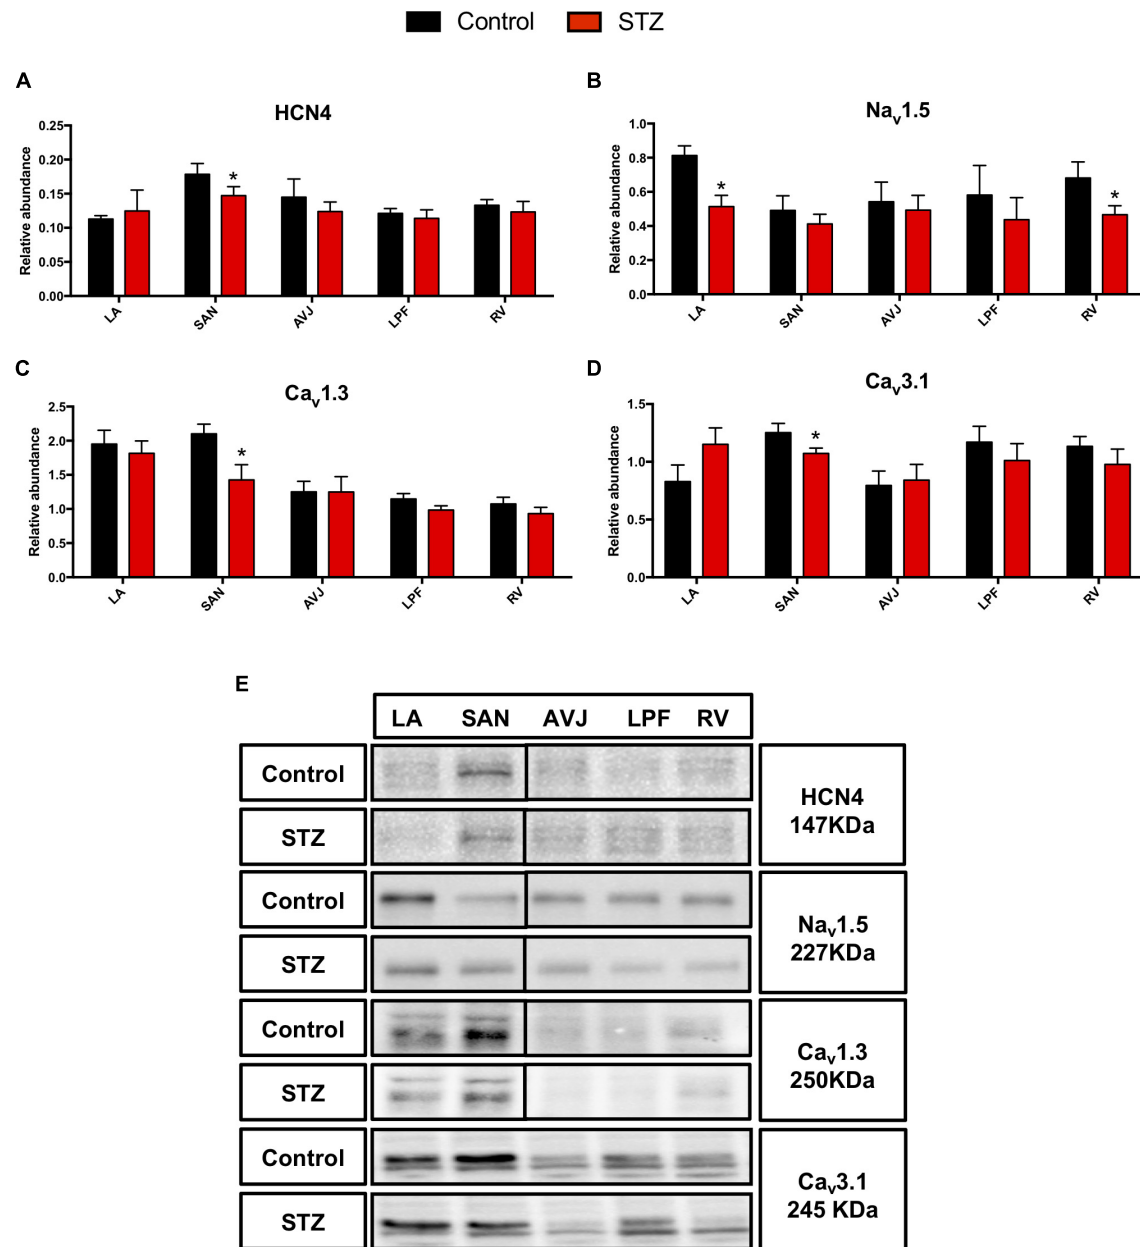 Control STZ
A
HCN4
Relative abundance
0.25
0.20
0.15
0.10
0.05
0.00
LA SAN AVJ LPF RV
*
B
Nav1.5
Relative abundance
1.0
0.8
0.6
0.4
0.2
0.0
LA SAN AVJ LPF RV
* *
C
Cav1.3
Relative abundance
2.5
2.0
1.5
1.0
0.5
0.0
LA SAN AVJ LPF RV
*
D
Cav3.1
Relative abundance
1.5
1.0
0.5
0.0
LA SAN AVJ LPF RV
*
E
LA SAN AVJ LPF RV
Control
STZ
HCN4
147KDa
Control
STZ
Nav1.5
227KDa
Control
STZ
Cav1.3
250KDa
Control
STZ
Cav3.1
245 KDa